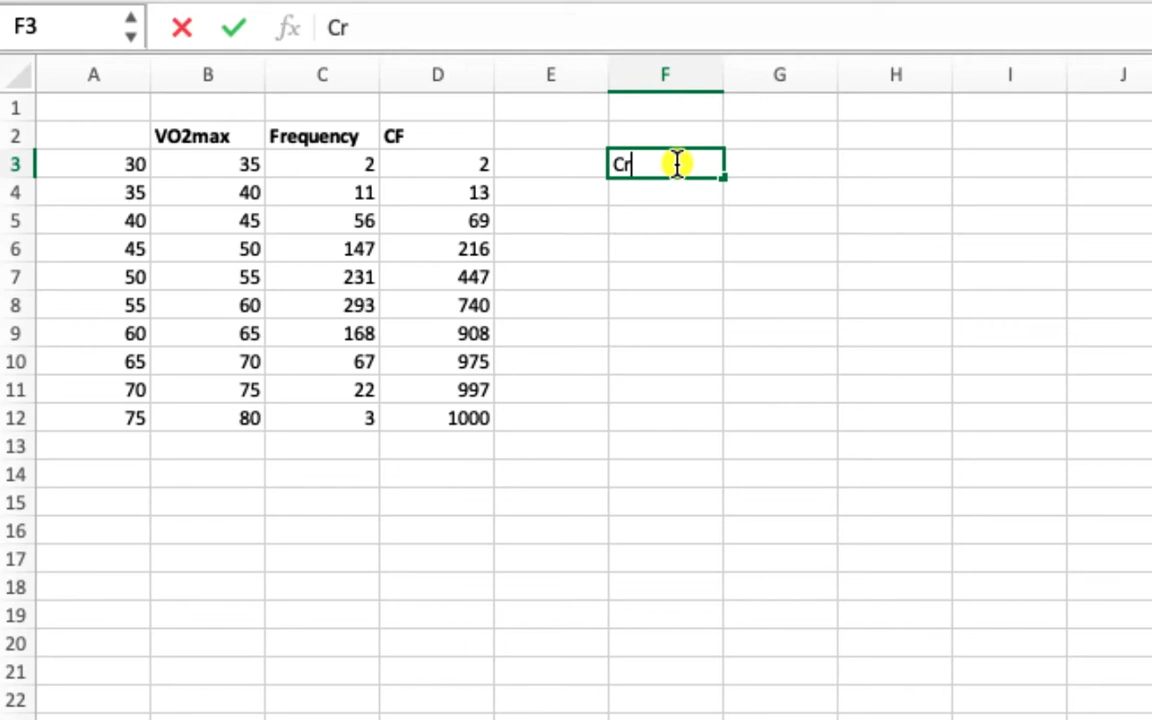 F3 fx Cr
A B C D E F G H I J
1
2 VO2max Frequency CF
3 30 35 2 2 Cr
4 35 40 11 13
5 40 45 56 69
6 45 50 147 216
7 50 55 231 447
8 55 60 293 740
9 60 65 168 908
10 65 70 67 975
11 70 75 22 997
12 75 80 3 1000
13
14
15
16
17
18
19
20
21
22